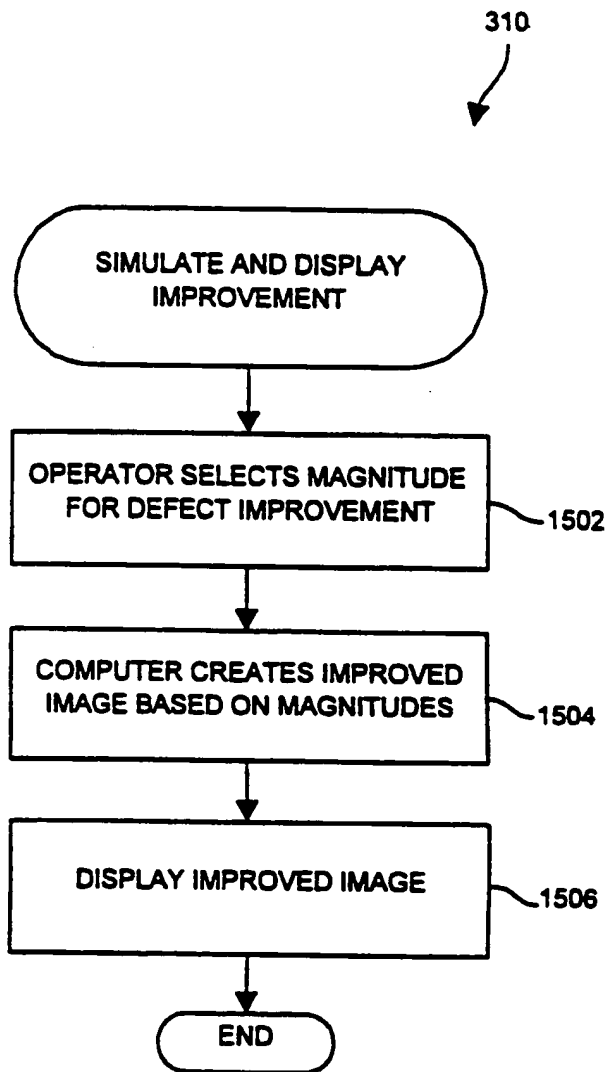 310
SIMULATE AND DISPLAY
IMPROVEMENT
OPERATOR SELECTS MAGNITUDE
FOR DEFECT IMPROVEMENT
1502
COMPUTER CREATES IMPROVED
IMAGE BASED ON MAGNITUDES
1504
DISPLAY IMPROVED IMAGE
1506
END